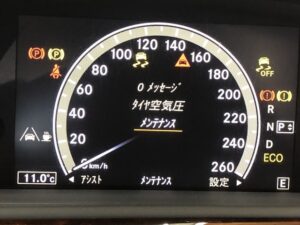 120 140
100 160
80 180
60 200
40 220
20 240
0 km/h 260
OFF
0 メッセージ
タイヤ空気圧
メンテナンス
R
N P
D
ECO
11.0°C
アシスト メンテナンス 設定
E